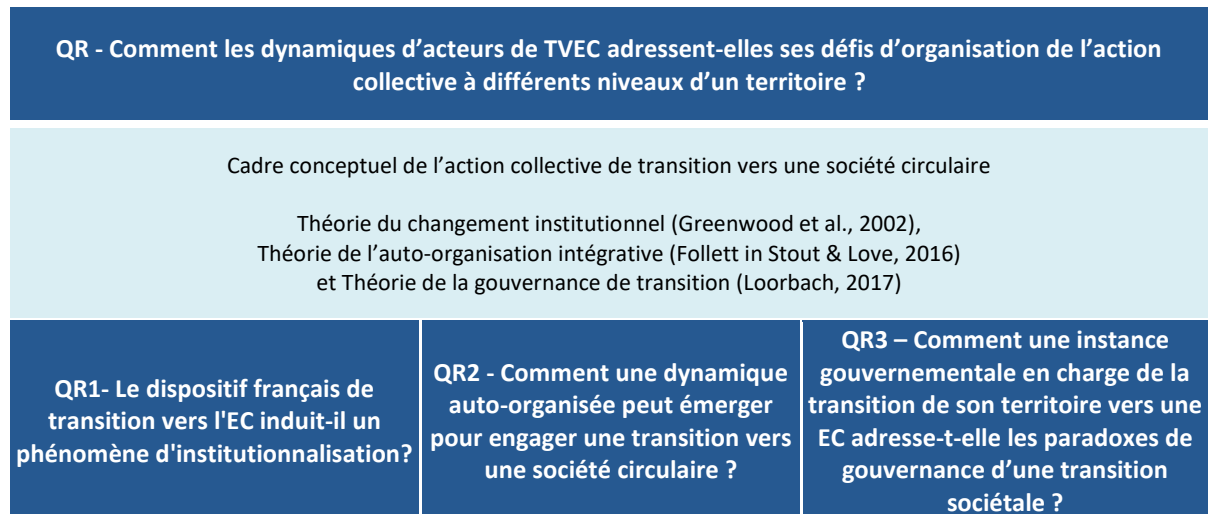 QR - Comment les dynamiques d’acteurs de TVEC adressent-elles ses défis d’organisation de l’action
collective à différents niveaux d’un territoire ?
Cadre conceptuel de l’action collective de transition vers une société circulaire
Théorie du changement institutionnel (Greenwood et al., 2002),
Théorie de l’auto-organisation intégrative (Follett in Stout & Love, 2016)
et Théorie de la gouvernance de transition (Loorbach, 2017)
QR1- Le dispositif français de
transition vers l'EC induit-il un
phénomène d'institutionnalisation?
QR2 - Comment une dynamique
auto-organisée peut émerger
pour engager une transition vers
une société circulaire ?
QR3 – Comment une instance
gouvernementale en charge de la
transition de son territoire vers une
EC adresse-t-elle les paradoxes de
gouvernance d’une transition
sociétale ?